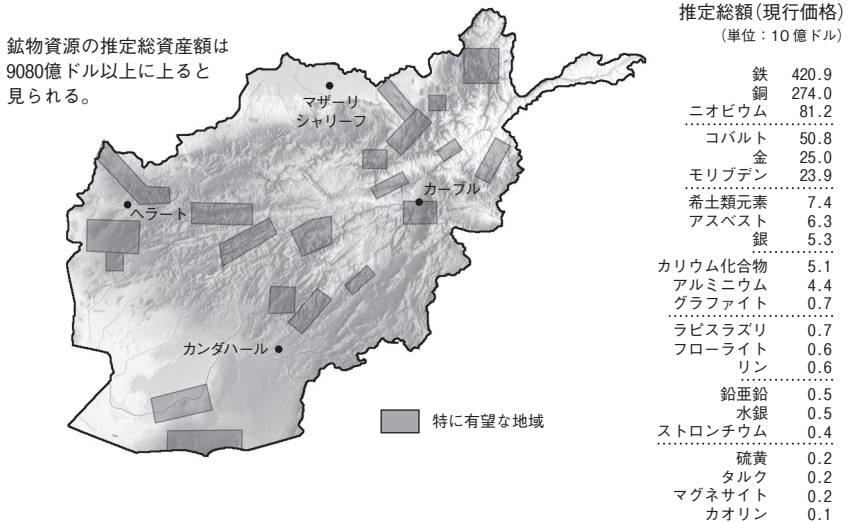 鉱物資源の推定総資産額は
9080億ドル以上に上ると
見られる。
マザーリ
シャリーフ
カーブル
ヘラート
カンダハール
特に有望な地域
推定総額(現行価格)
(単位：10億ドル)
鉄 420.9
銅 274.0
ニオビウム 81.2
コバルト 50.8
金 25.0
モリブデン 23.9
希土類元素 7.4
アスベスト 6.3
銀 5.3
カリウム化合物 5.1
アルミニウム 4.4
グラファイト 0.7
ラピスラズリ 0.7
フローライト 0.6
リン 0.6
鉛亜鉛 0.5
水銀 0.5
ストロンチウム 0.4
硫黄 0.2
タルク 0.2
マグネサイト 0.2
カオリン 0.1